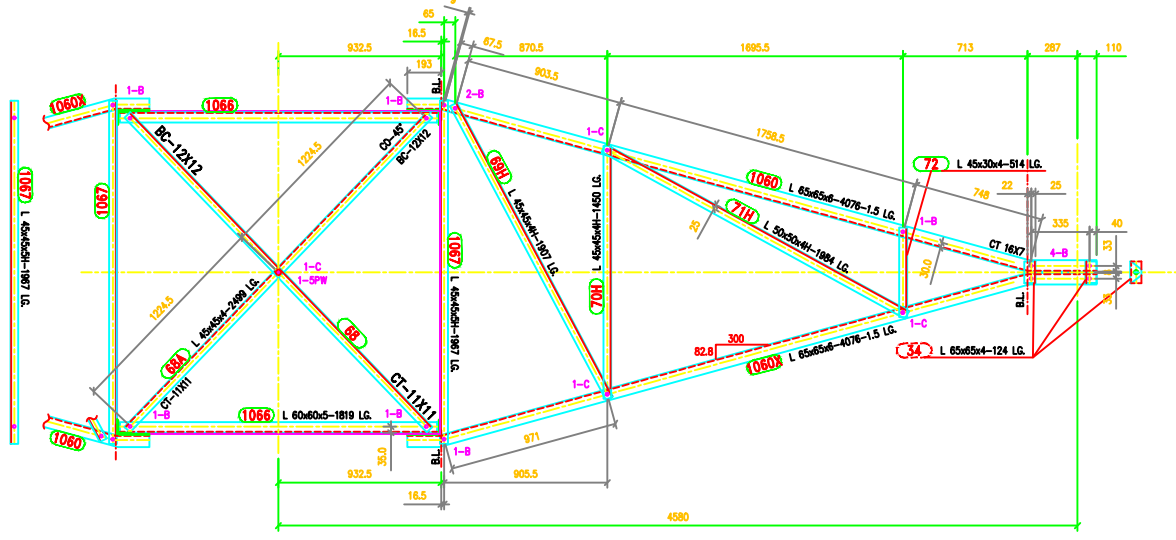 9
65
16.5
932.5
67.5
870.5
1695.5
713
287
110
193
903.5
1060X
1-B
1066
1-B
B.L.
2-B
1758.5
BC-12X12
CO-45°
BC-12X12
1-C
1224.5
69H
1060
L 65x65x6-4076-1.5 LG.
72
L 45x30x4-514 LG.
748
22
25
1067
L 45x45x5H-1967 LG.
1067
L 45x45x4H-1907 LG.
L 45x45x4H-1450 LG.
70H
71H
25
L 50x50x4H-1984 LG.
1-B
30.0
CT 16X7
335
40
33
4-B
1-C
1-5PW
1067
L 45x45x5H-1967 LG.
B.L.
1224.5
L 45x45x4-2499 LG.
68
68A
CT-11X11
CT-11X11
300
82.8
1060X
L 65x65x6-4076-1.5 LG.
1-C
34
L 65x65x4-124 LG.
1-C
1060
1-B
1066
L 60x60x5-1819 LG.
1-B
35.0
B.L.
1-B
971
932.5
905.5
16.5
4580